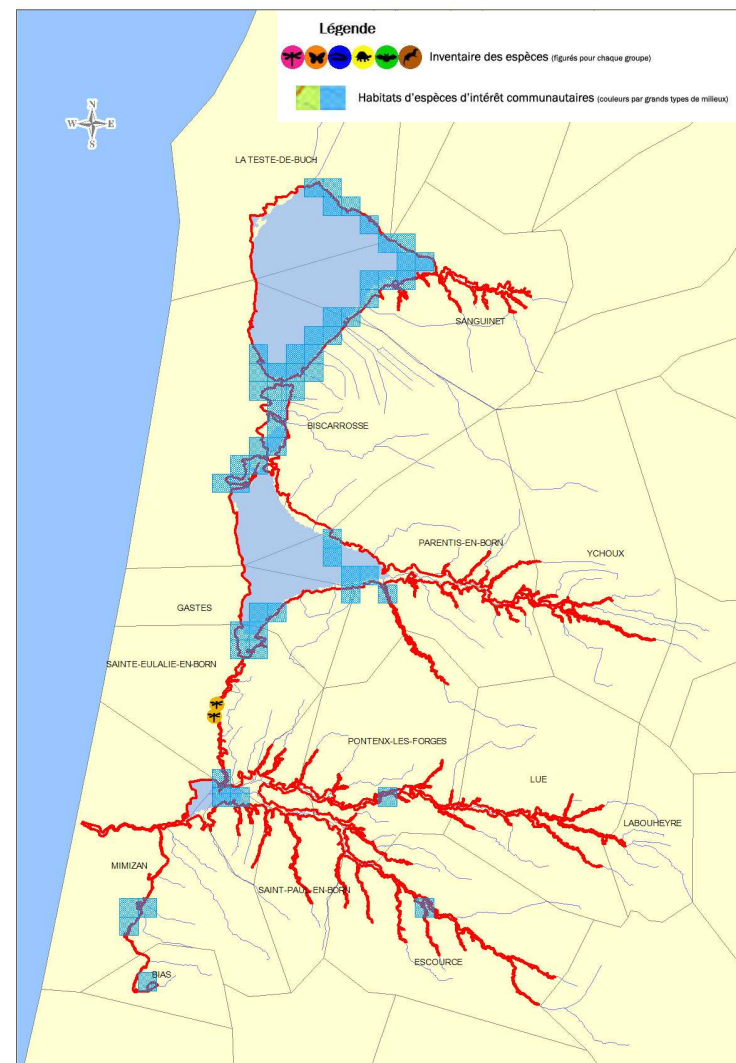 Légende
Inventaire des espèces (figurés pour chaque groupe)
Habitats d'espèces d'intérêt communautaires (couleurs par grands types de milieux)
N
W E
S
LA TESTE-DE-BUCH
SANGUINET
BISCARROSSE
PARENTIS-EN-BORN
YCHOUX
GASTES
SAINTE-EULALIE-EN-BORN
PONTENX-LES-FORGES
LUE
LABOUHEYRE
MIMIZAN
SAINT-PAUL-EN-BORN
ESCOURCE
BIAS